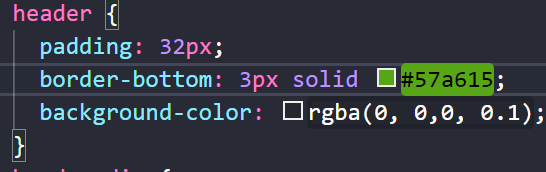 header {
padding: 32px;
border-bottom: 3px solid #57a615;
background-color: rgba(0, 0,0, 0.1);
}